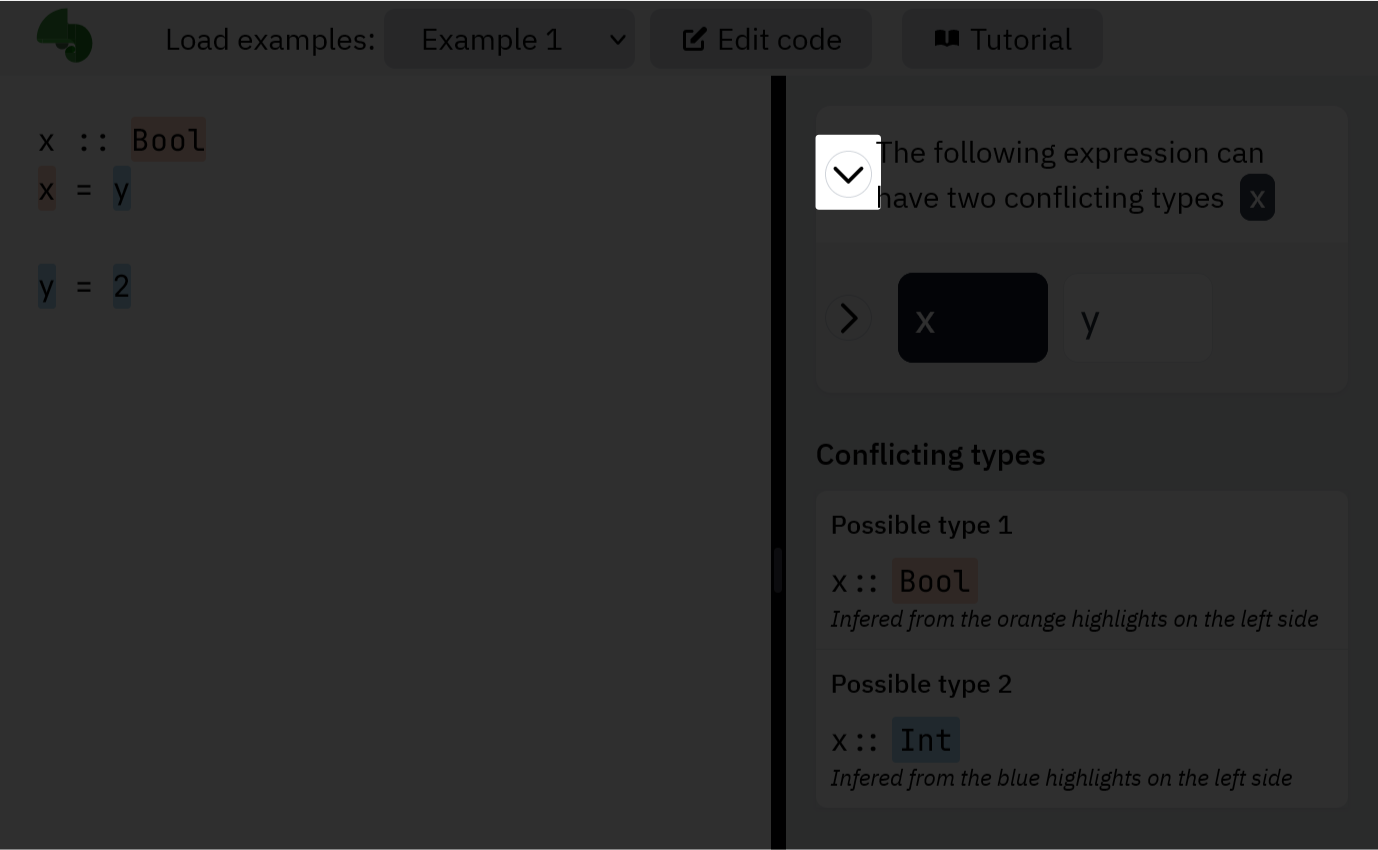 Load examples: Example 1 Edit code Tutorial
x :: Bool
x = y
y = 2
The following expression can
have two conflicting types x
x y
Conflicting types
Possible type 1
x :: Bool
Infered from the orange highlights on the left side
Possible type 2
x :: Int
Infered from the blue highlights on the left side